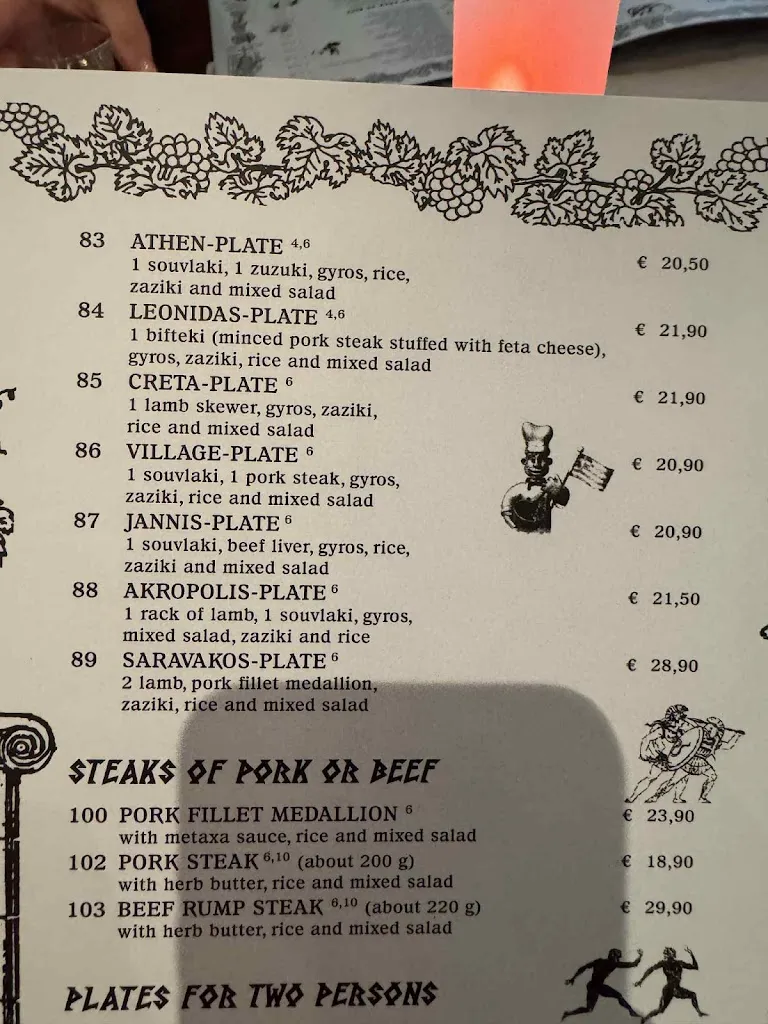 83 ATHEN-PLATE 4,6 € 20,50
1 souvlaki, 1 zuzuki, gyros, rice,
zaziki and mixed salad
84 LEONIDAS-PLATE 4,6 € 21,90
1 bifteki (minced pork steak stuffed with feta cheese),
gyros, zaziki, rice and mixed salad
85 CRETA-PLATE 6 € 21,90
1 lamb skewer, gyros, zaziki,
rice and mixed salad
86 VILLAGE-PLATE 6 € 20,90
1 souvlaki, 1 pork steak, gyros,
zaziki, rice and mixed salad
87 JANNIS-PLATE 6 € 20,90
1 souvlaki, beef liver, gyros, rice,
zaziki and mixed salad
88 AKROPOLIS-PLATE 6 € 21,50
1 rack of lamb, 1 souvlaki, gyros,
mixed salad, zaziki and rice
89 SARAVAKOS-PLATE 6 € 28,90
2 lamb, pork fillet medallion,
zaziki, rice and mixed salad
STEAKS OF PORK OR BEEF
100 PORK FILLET MEDALLION 6 € 23,90
with metaxa sauce, rice and mixed salad
102 PORK STEAK 6,10 (about 200 g) € 18,90
with herb butter, rice and mixed salad
103 BEEF RUMP STEAK 6,10 (about 220 g) € 29,90
with herb butter, rice and mixed salad
PLATES FOR TWO PERSONS